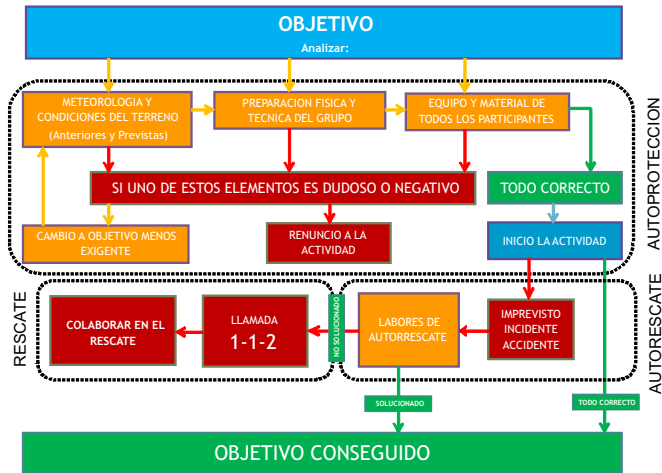 OBJETIVO
Analizar:
METEOROLOGIA Y
CONDICIONES DEL TERRENO
(Anteriores y Previstas)
PREPARACION FISICA Y
TECNICA DEL GRUPO
EQUIPO Y MATERIAL DE
TODOS LOS PARTICIPANTES
SI UNO DE ESTOS ELEMENTOS ES DUDOSO O NEGATIVO
TODO CORRECTO
CAMBIO A OBJETIVO MENOS
EXIGENTE
RENUNCIO A LA
ACTIVIDAD
INICIO LA ACTIVIDAD
AUTOPROTECCION
RESCATE
COLABORAR EN EL
RESCATE
LLAMADA
1-1-2
NO SOLUCIONADO
LABORES DE
AUTORRESCATE
IMPREVISTO
INCIDENTE
ACCIDENTE
AUTORESCATE
SOLUCIONADO
TODO CORRECTO
OBJETIVO CONSEGUIDO